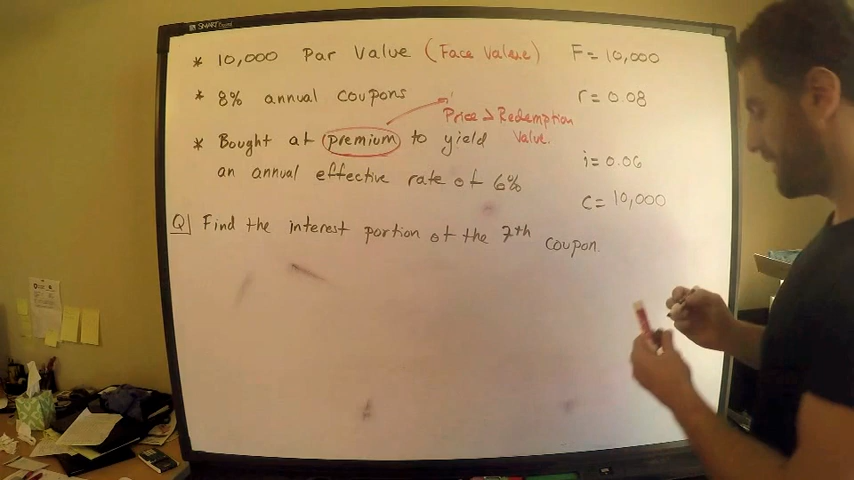 SMART
* 10,000 Par Value (Face Value) F = 10,000
* 8% annual coupons r = 0.08
Price > Redemption Value.
* Bought at premium to yield i = 0.06
an annual effective rate of 6% C = 10,000
Q| Find the interest portion of the 7th coupon.